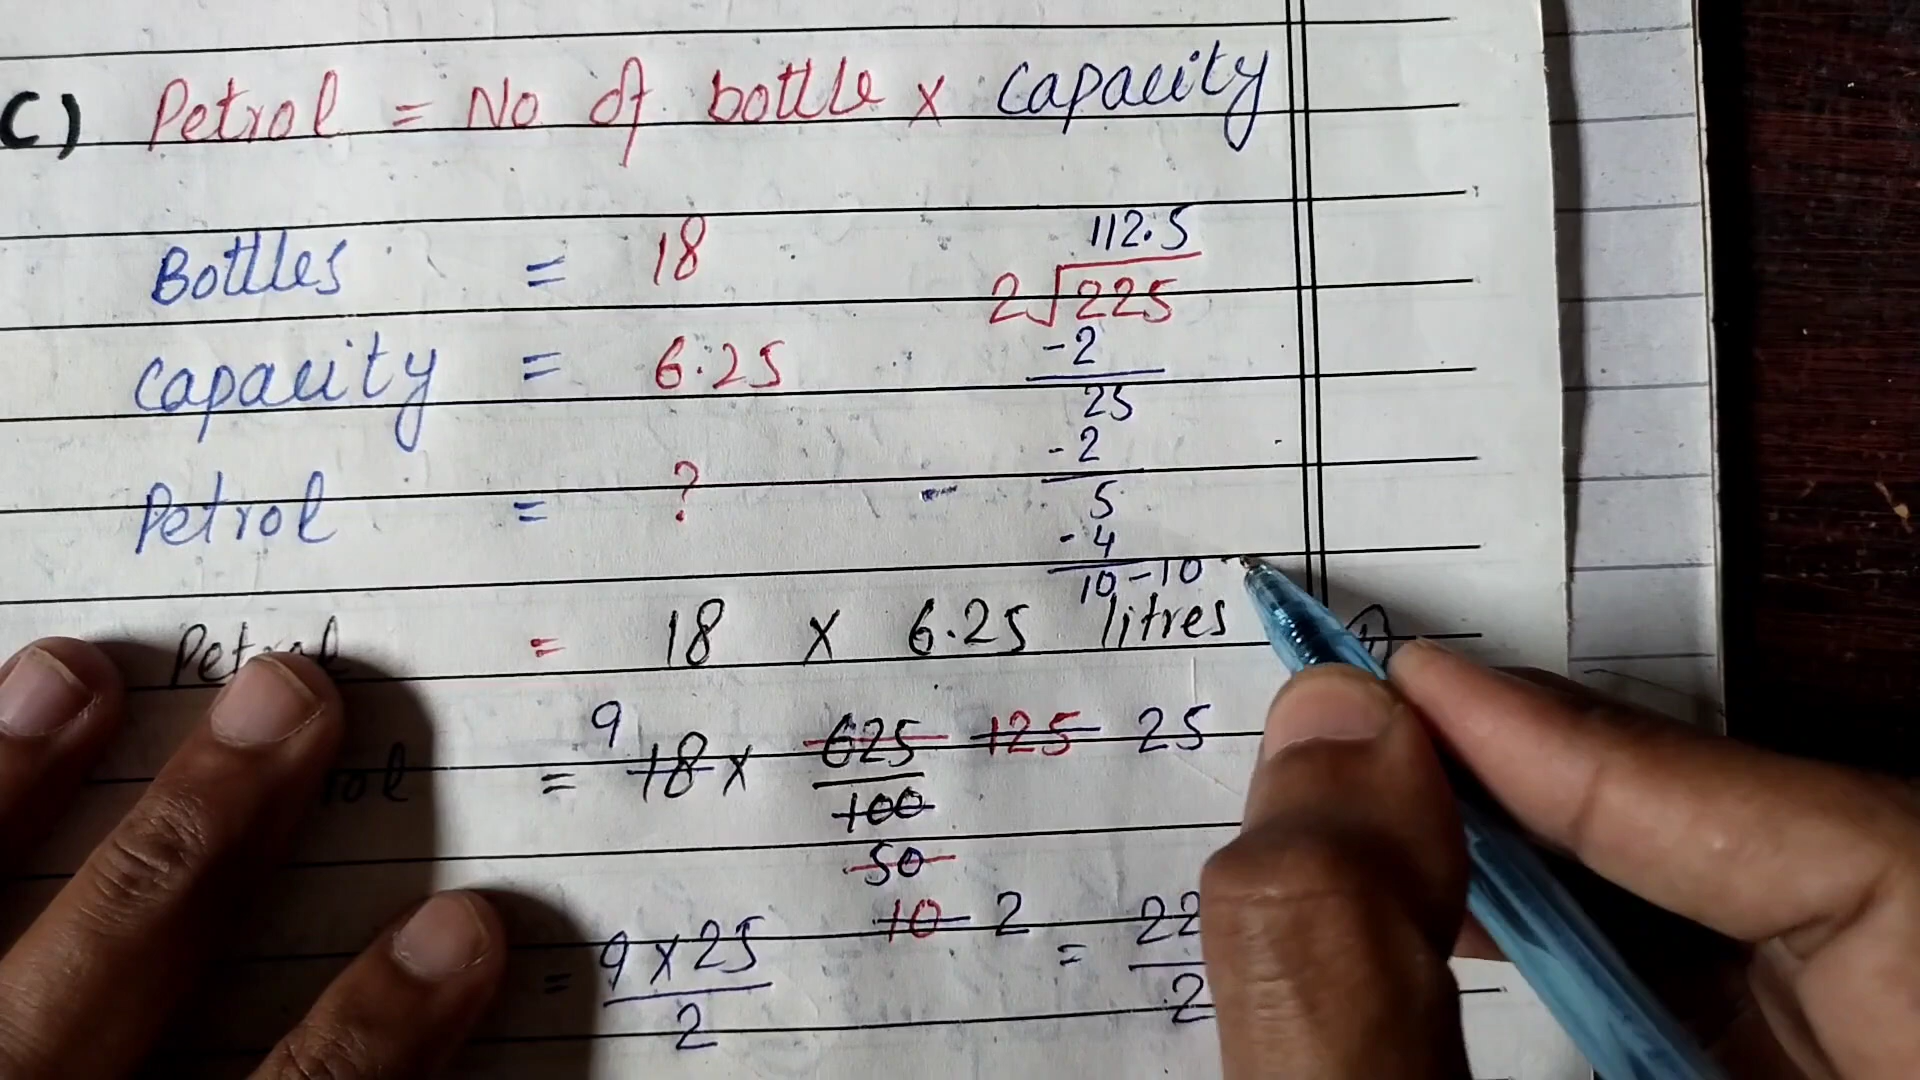 C) Petrol = No of bottle x capacity
Bottles = 18
capacity = 6.25
Petrol = ?
112.5
2√225
-2
25
-2
5
-4
10-10
Petrol = 18 x 6.25 litres
= 9 18 x 625/100 125 25
50
10 2
= 9 x 25 / 2 = 22 / 2